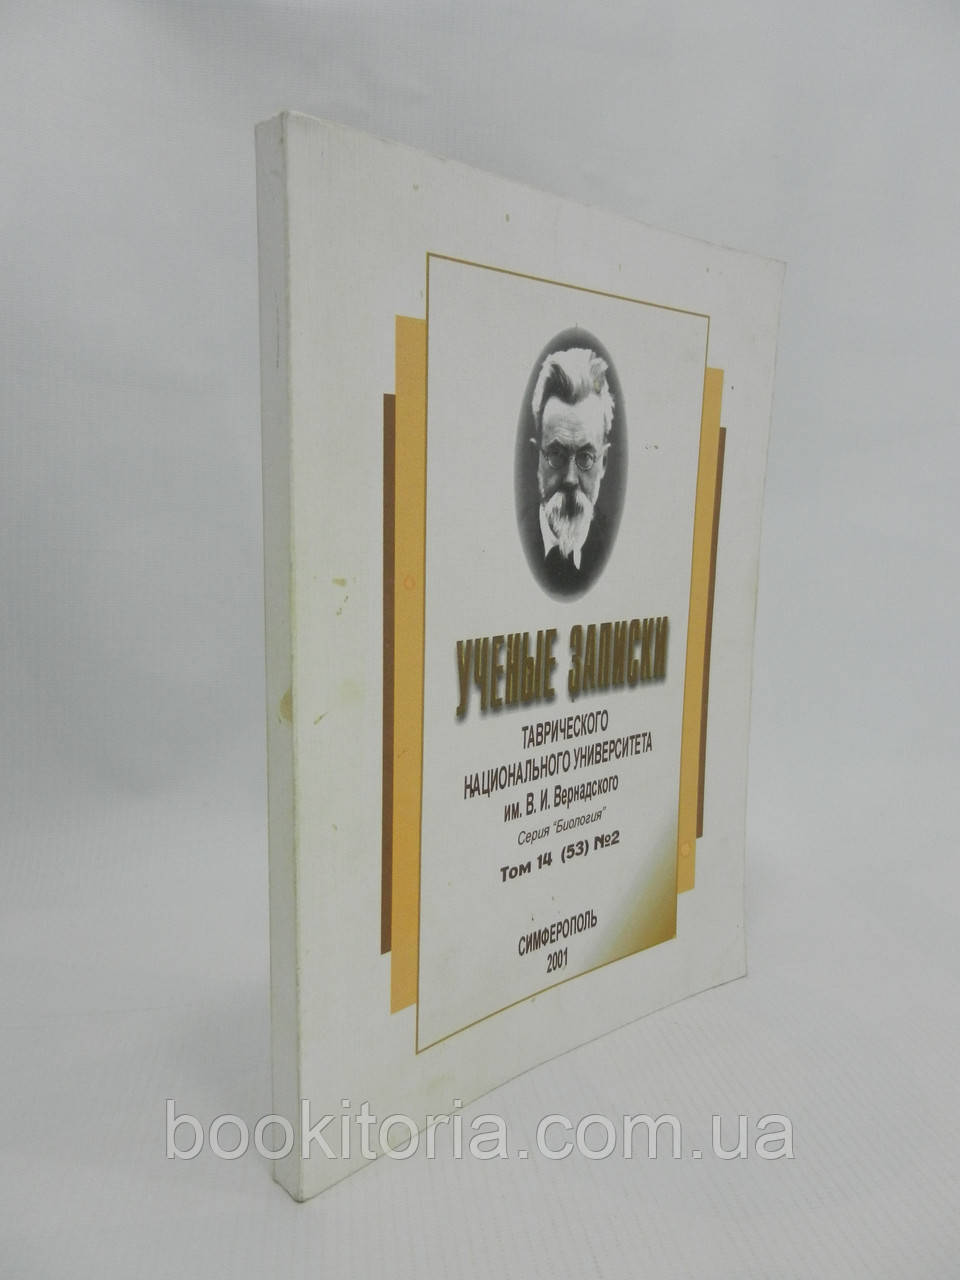 УЧЕНЫЕ ЗАПИСКИ
ТАВРИЧЕСКОГО
НАЦИОНАЛЬНОГО УНИВЕРСИТЕТА
им. В. И. Вернадского
Серия "Биология"
Том 14 (53) №2
СИМФЕРОПОЛЬ
2001
bookitoria.com.ua